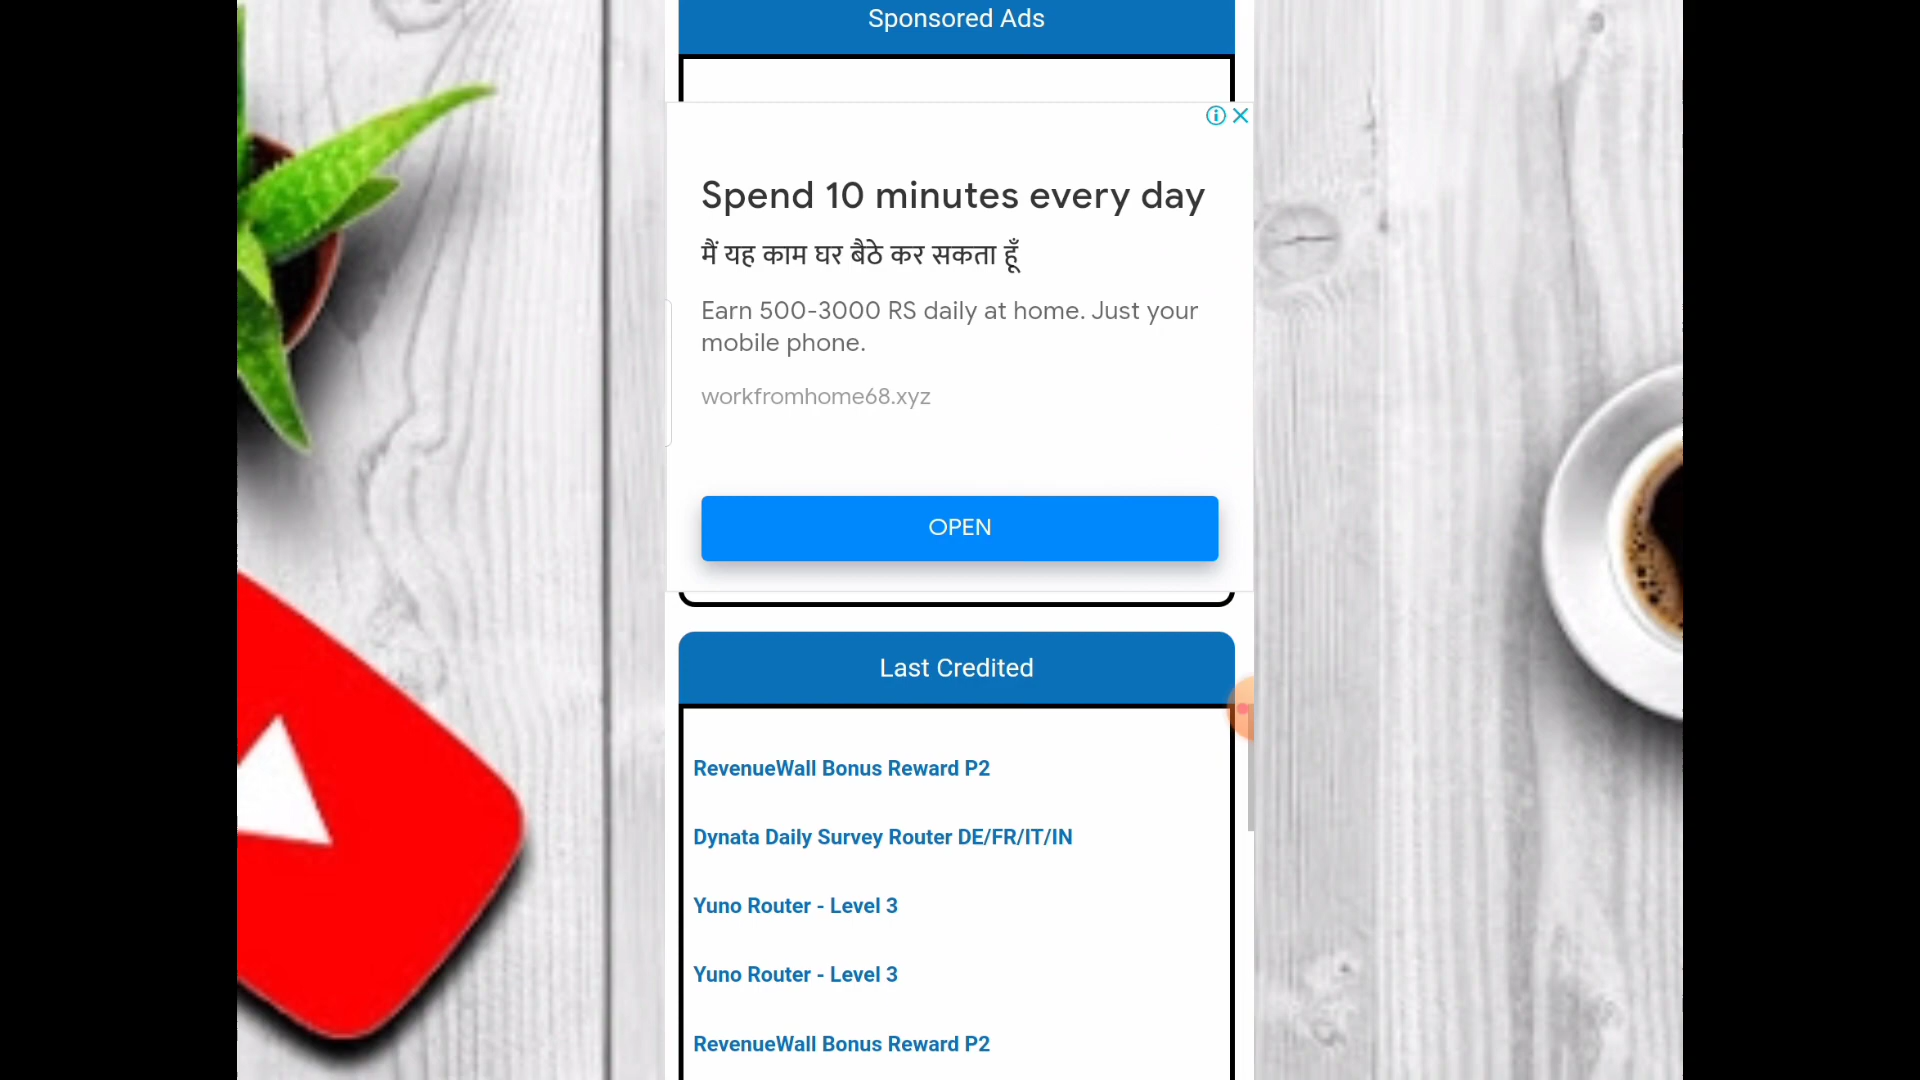 Sponsored Ads
Spend 10 minutes every day
मैं यह काम घर बैठे कर सकता हूँ
Earn 500-3000 RS daily at home. Just your
mobile phone.
workfromhome68.xyz
OPEN
Last Credited
RevenueWall Bonus Reward P2
Dynata Daily Survey Router DE/FR/IT/IN
Yuno Router - Level 3
Yuno Router - Level 3
RevenueWall Bonus Reward P2